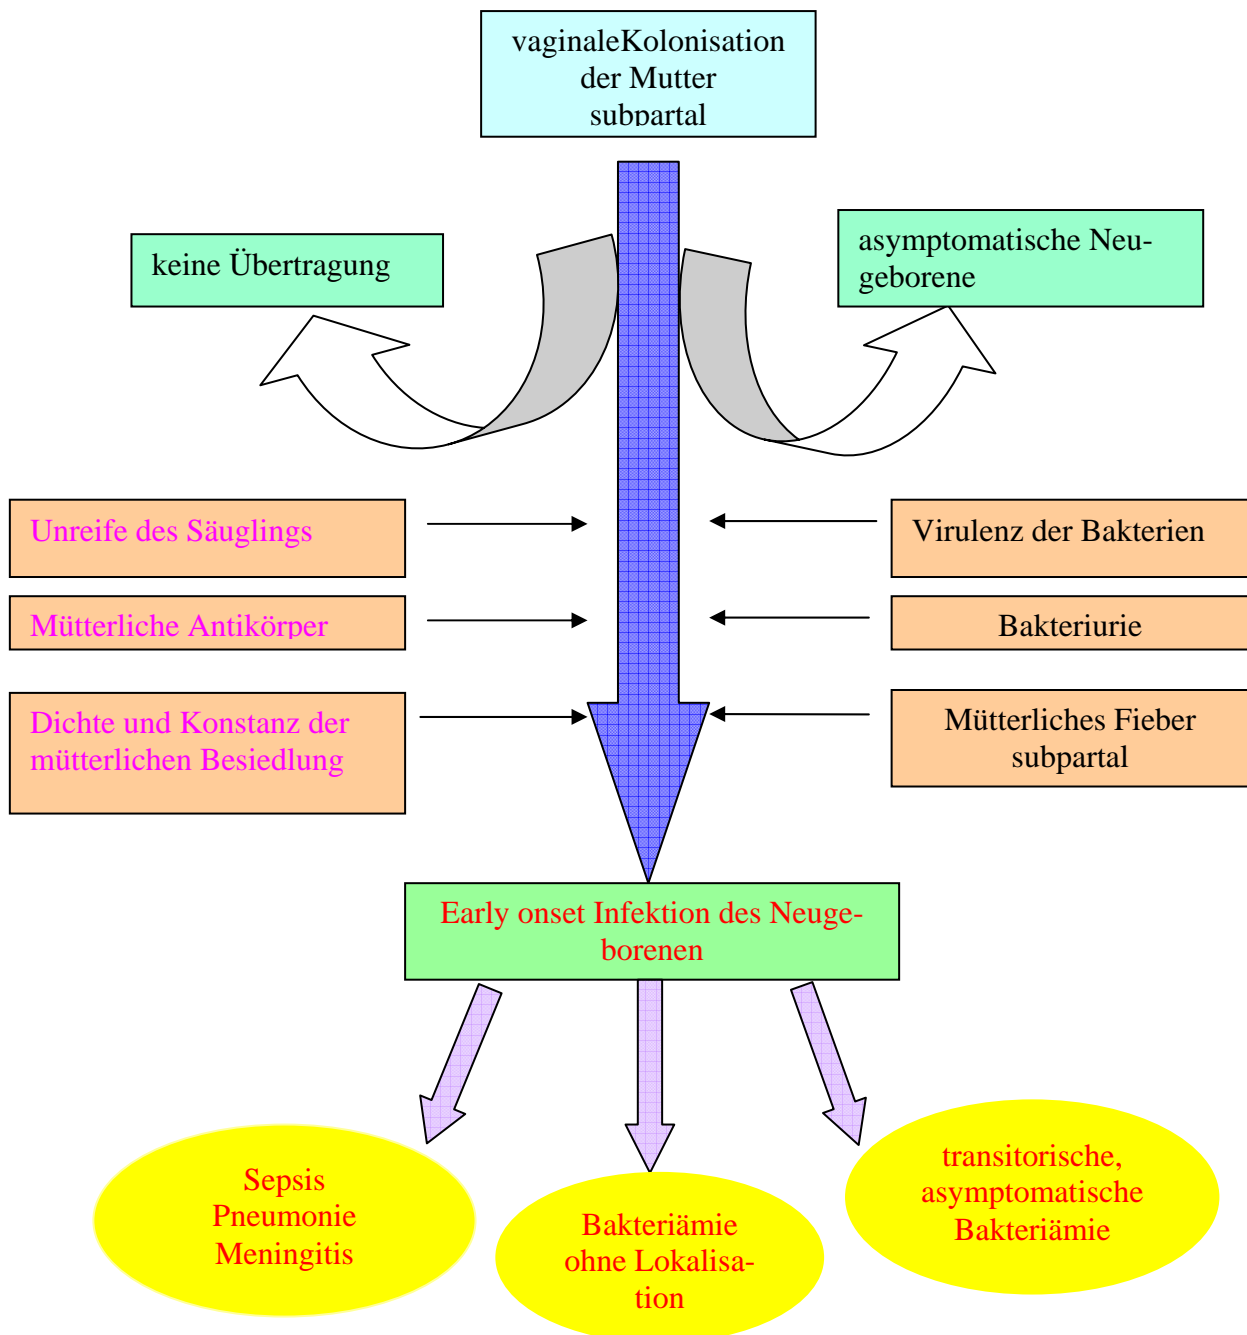 vaginaleKolonisation
der Mutter
subpartal
keine Übertragung
asymptomatische Neu-
geborene
Unreife des Säuglings
Virulenz der Bakterien
Mütterliche Antikörper
Bakteriurie
Dichte und Konstanz der
mütterlichen Besiedlung
Mütterliches Fieber
subpartal
Early onset Infektion des Neuge-
borenen
Sepsis
Pneumonie
Meningitis
Bakteriämie
ohne Lokalisa-
tion
transitorische,
asymptomatische
Bakteriämie